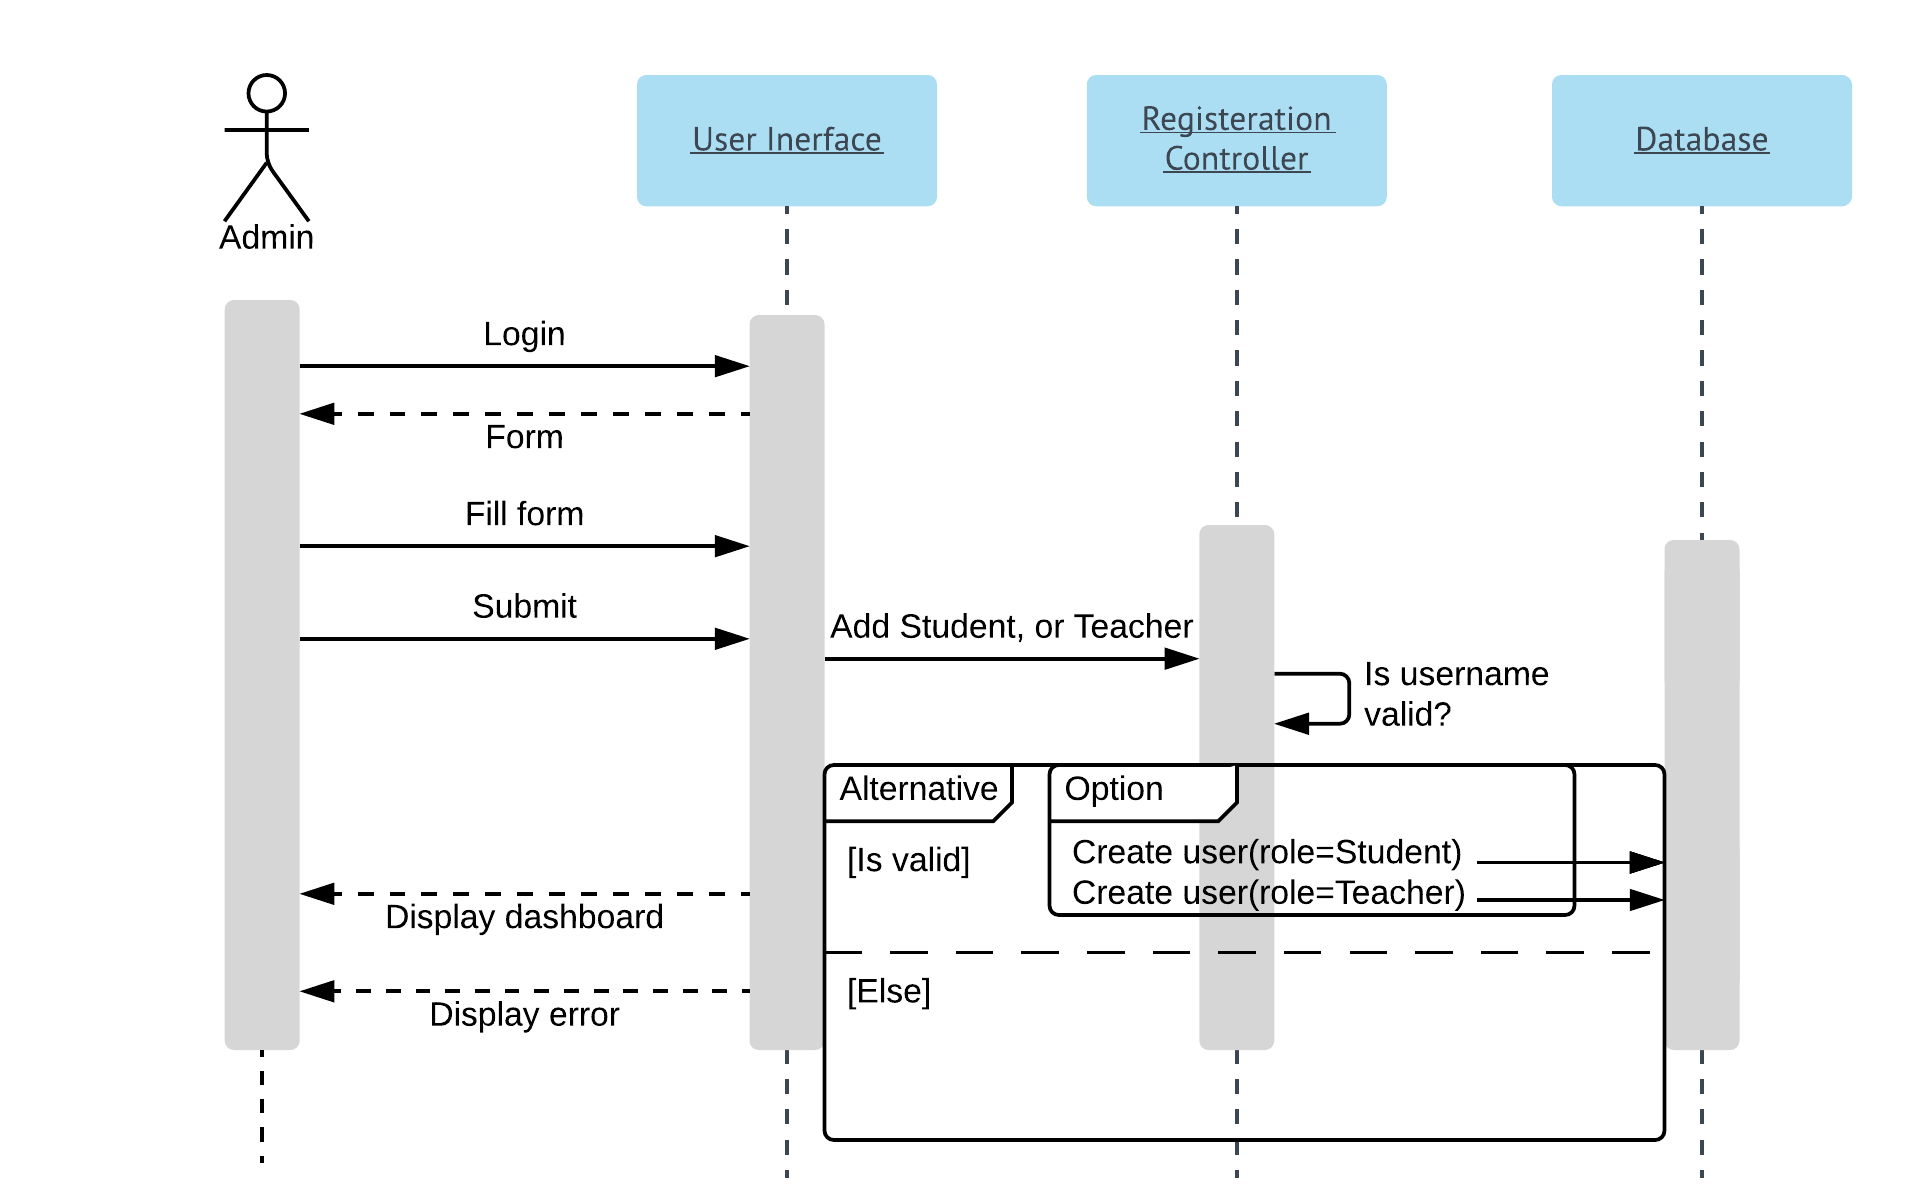 User Inerface
Registeration
Controller
Database
Admin
Login
Form
Fill form
Submit
Add Student, or Teacher
Is username
valid?
Alternative
Option
Create user(role=Student)
[Is valid]
Create user(role=Teacher)
Display dashboard
[Else]
Display error